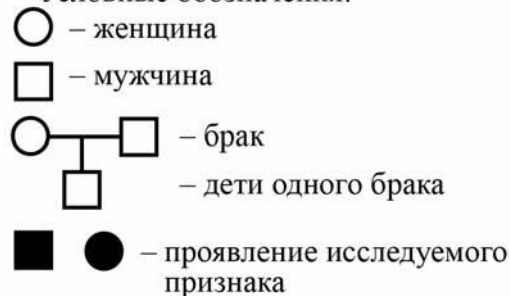 – женщина
– мужчина
– брак
– дети одного брака
– проявление исследуемого
признака